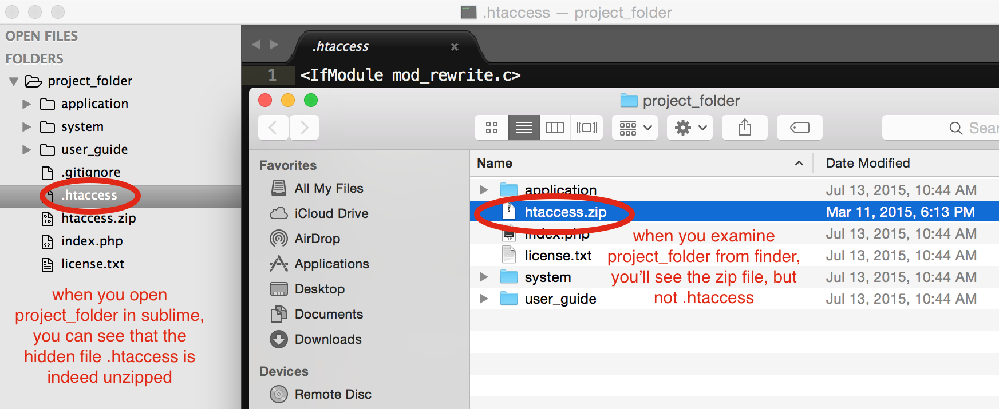 .htaccess — project_folder
OPEN FILES
FOLDERS
project_folder
application
system
user_guide
.gitignore
.htaccess
htaccess.zip
index.php
license.txt
when you open
project_folder in sublime,
you can see that the
hidden file .htaccess is
indeed unzipped
.htaccess
1 <IfModule mod_rewrite.c>
project_folder
Sear
Favorites
All My Files
iCloud Drive
AirDrop
Applications
Desktop
Documents
Downloads
Devices
Remote Disc
Name Date Modified
application Jul 13, 2015, 10:44 AM
htaccess.zip Mar 11, 2015, 6:13 PM
index.php Jul 13, 2015, 10:44 AM
license.txt Jul 13, 2015, 10:44 AM
system Jul 13, 2015, 10:44 AM
user_guide Jul 13, 2015, 10:44 AM
when you examine
project_folder from finder,
you'll see the zip file, but
not .htaccess